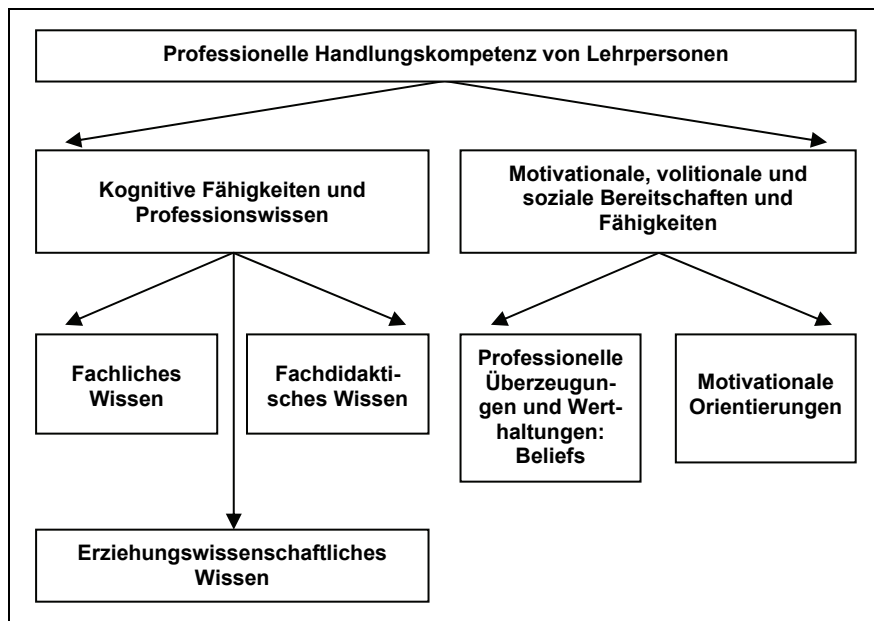 Professionelle Handlungskompetenz von Lehrpersonen
Kognitive Fähigkeiten und
Professionswissen
Motivationale, volitionale und
soziale Bereitschaften und
Fähigkeiten
Fachliches
Wissen
Fachdidakti-
sches Wissen
Professionelle
Überzeugun-
gen und Wert-
haltungen:
Beliefs
Motivationale
Orientierungen
Erziehungswissenschaftliches
Wissen